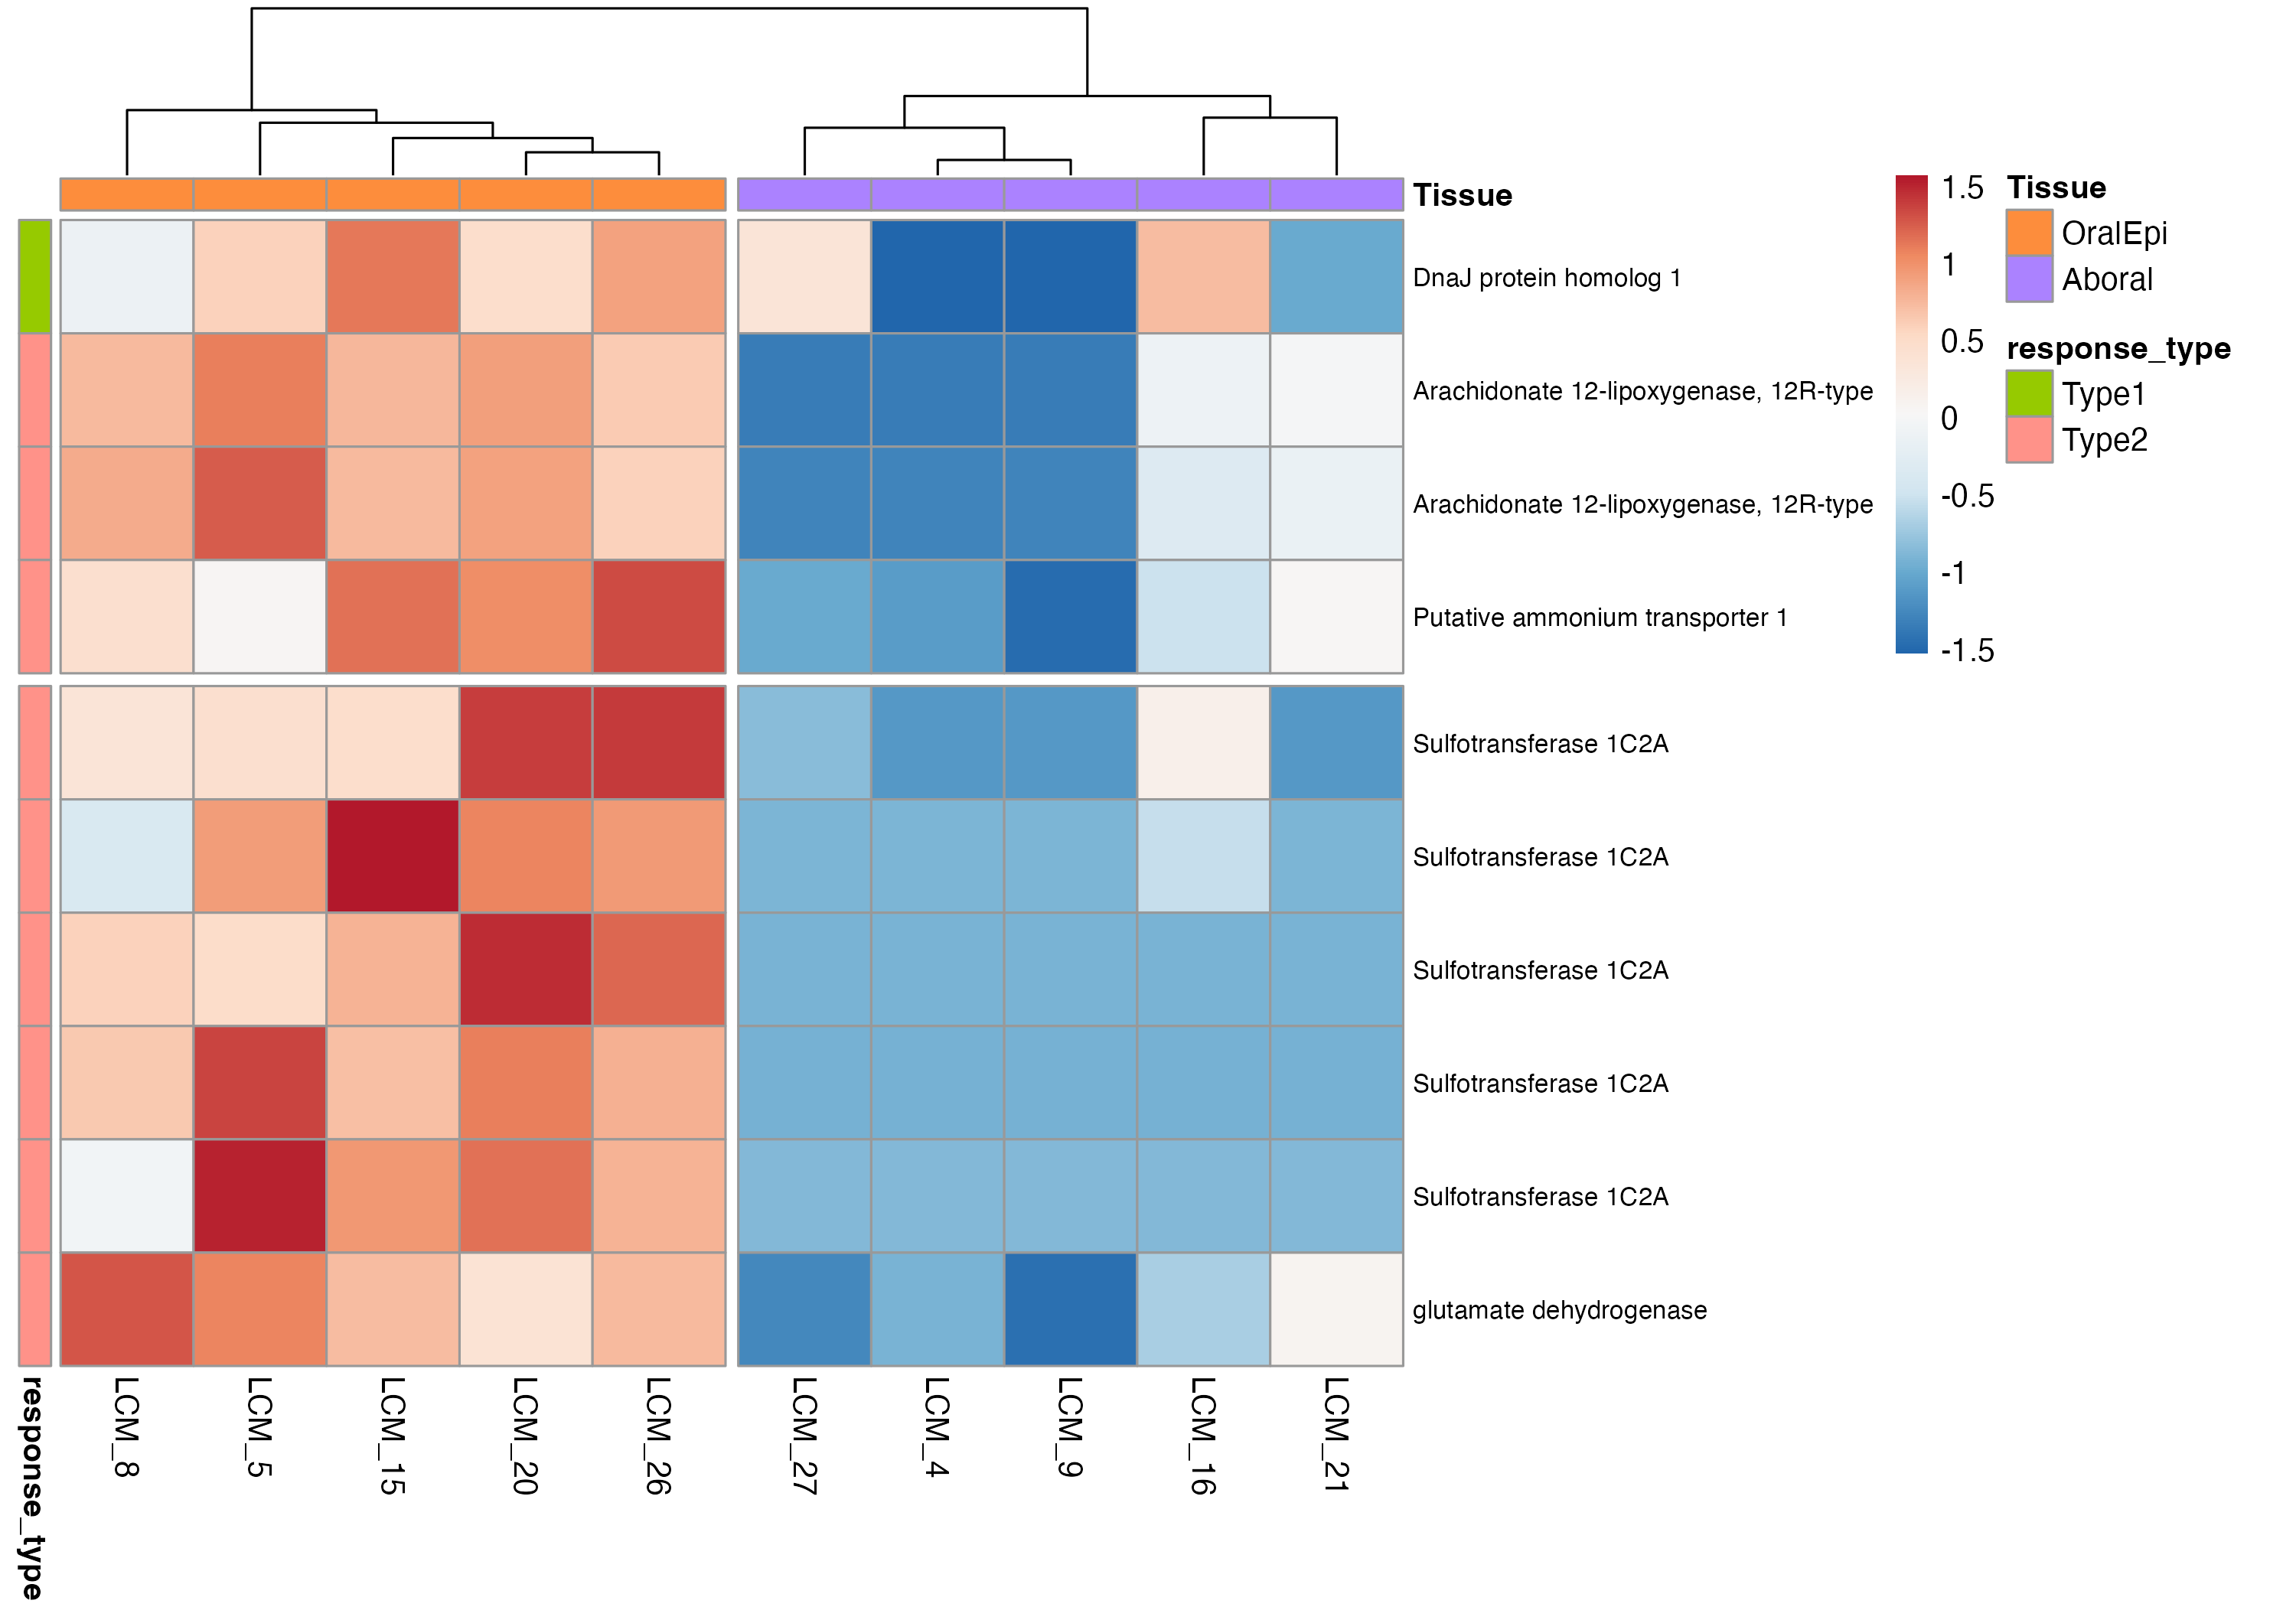 Tissue
DnaJ protein homolog 1
Arachidonate 12-lipoxygenase, 12R-type
Arachidonate 12-lipoxygenase, 12R-type
Putative ammonium transporter 1
Sulfotransferase 1C2A
Sulfotransferase 1C2A
Sulfotransferase 1C2A
Sulfotransferase 1C2A
Sulfotransferase 1C2A
glutamate dehydrogenase
response_type
LCM_8
LCM_5
LCM_15
LCM_20
LCM_26
LCM_27
LCM_4
LCM_9
LCM_16
LCM_21
1.5
1
0.5
0
-0.5
-1
-1.5
Tissue
OralEpi
Aboral
response_type
Type1
Type2